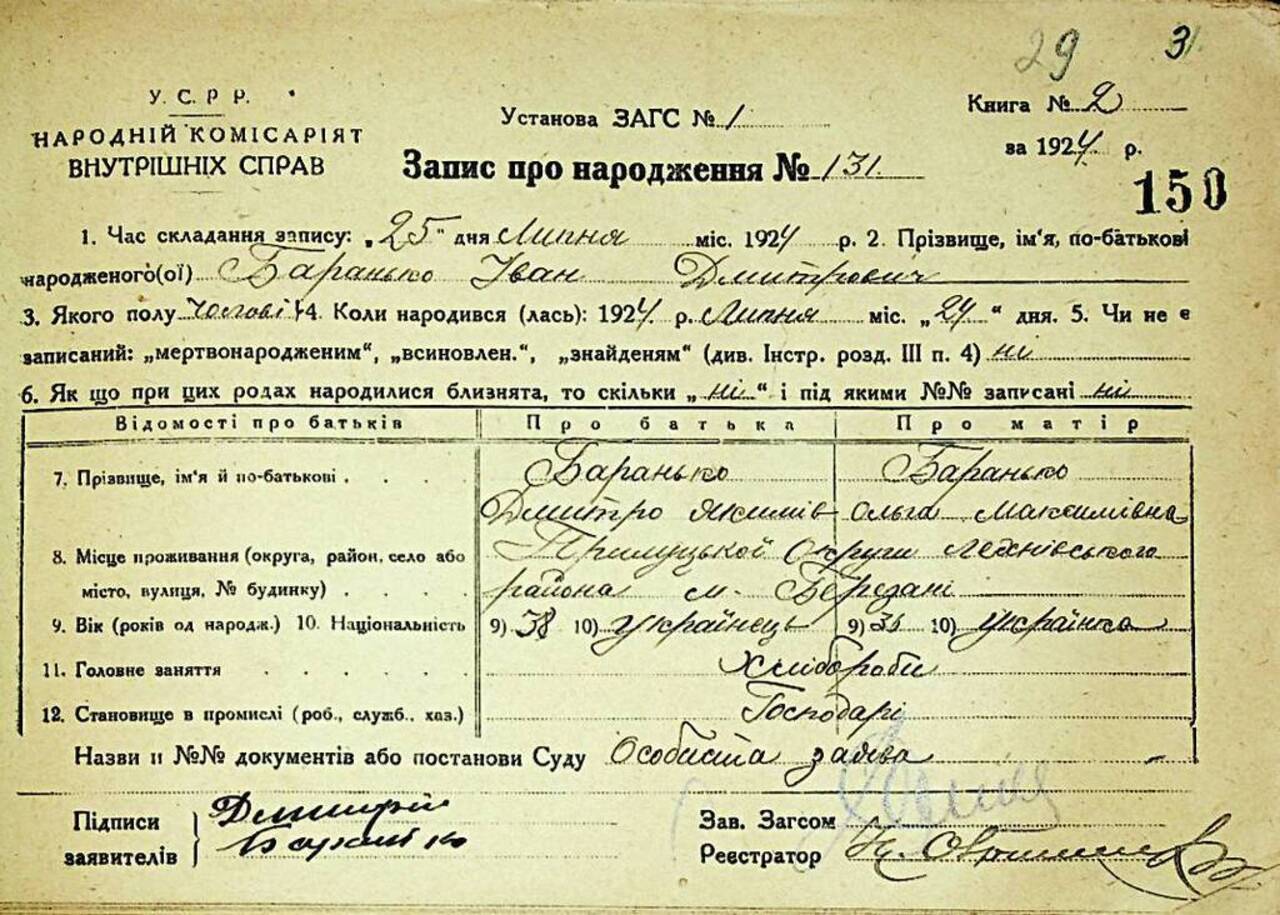 29 31
У. С. Р Р.
НАРОДНІЙ КОМІСАРІЯТ
ВНУТРІШНІХ СПРАВ
Установа ЗАГС № 1
Запис про народження № 131
Книга № 2
за 1924 р.
150
1. Час складання запису: „25" дня Липня міс. 1924 р. 2. Прізвище, ім'я, по-батькові
народженого(ої) Баранько Іван Дмитрович
3. Якого полу чоловічої 4. Коли народився (лась): 1924 р. Липня міс. „24" дня. 5. Чи не є
записаний: „мертвонародженим", „всиновлен.", „знайденям" (див. Інстр. розд. III п. 4) ні
6. Як що при цих родах народилися близнята, то скільки „ні" і під якими №№ записані ні
Відомості про батьків Про батька Про матір
7. Прізвище, ім'я й по-батькові . . . . Баранько Баранько
Дмитро Якимів Ольга Максимівна
8. Місце проживання (округа, район, село або Прилуцької Округи Яготнівського
місто, вулиця, № будинку) . . . . района м. Березані
9. Вік (років од народж.) 10. Національність 9) 38 10) Українець 9) 10) Українка
11. Головне заняття . . . . . . Хлібороби
12. Становище в промислі (роб., служб., хаз.) Господарі
Назви и №№ документів або постанови Суду Особиста заява -
Підписи
заявителів
Дмитрій
Баранько
Зав. Загсом
Реєстратор